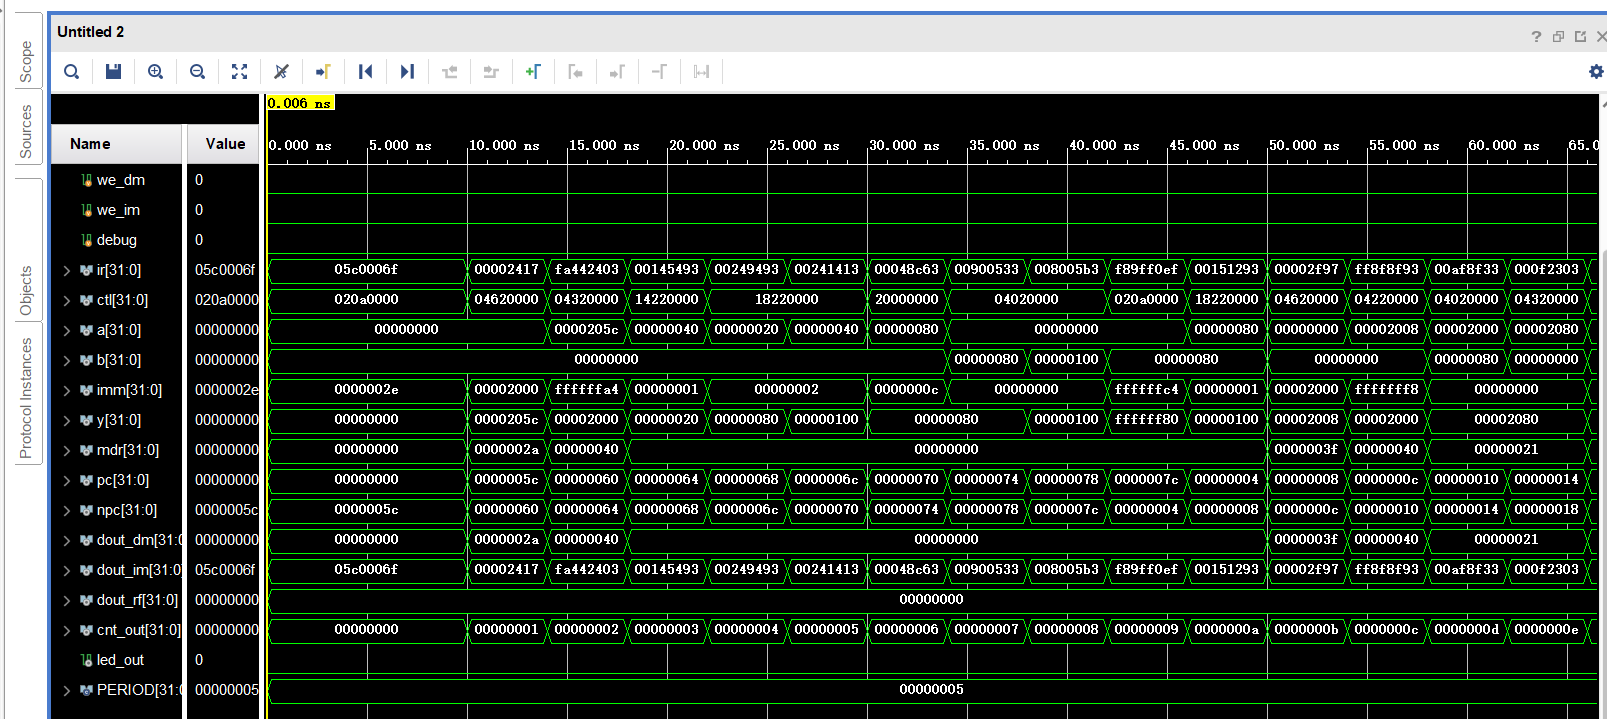 Untitled 2
Scope
Sources
Objects
Protocol Instances
0.006 ns
Name Value
0.000 ns 5.000 ns 10.000 ns 15.000 ns 20.000 ns 25.000 ns 30.000 ns 35.000 ns 40.000 ns 45.000 ns 50.000 ns 55.000 ns 60.000 ns 65.0
we_dm 0
we_im 0
debug 0
ir[31:0] 05c0006f 05c0006f 00002417 fa442403 00145493 00249493 00241413 00048c63 00900533 008005b3 f89ff0ef 00151293 00002f97 ff8f8f93 00af8f33 000f2303
ctl[31:0] 020a0000 020a0000 04620000 04320000 14220000 18220000 20000000 04020000 020a0000 18220000 04620000 04220000 04020000 04320000
a[31:0] 00000000 00000000 0000205c 00000040 00000020 00000040 00000080 00000000 00000080 00000000 00002008 00002000 00002080
b[31:0] 00000000 00000000 00000080 00000100 00000080 00000000 00000080 00000000
imm[31:0] 0000002e 0000002e 00002000 ffffffa4 00000001 00000002 0000000c 00000000 ffffffc4 00000001 00002000 fffffff8 00000000
y[31:0] 00000000 00000000 0000205c 00002000 00000020 00000080 00000100 00000080 00000100 ffffff80 00000100 00002008 00002000 00002080
mdr[31:0] 00000000 00000000 0000002a 00000040 00000000 0000003f 00000040 00000021
pc[31:0] 00000000 00000000 0000005c 00000060 00000064 00000068 0000006c 00000070 00000074 00000078 0000007c 00000004 00000008 0000000c 00000010 00000014
npc[31:0] 0000005c 0000005c 00000060 00000064 00000068 0000006c 00000070 00000074 00000078 0000007c 00000004 00000008 0000000c 00000010 00000014 00000018
dout_dm[31:0 00000000 00000000 0000002a 00000040 00000000 0000003f 00000040 00000021
dout_im[31:0] 05c0006f 05c0006f 00002417 fa442403 00145493 00249493 00241413 00048c63 00900533 008005b3 f89ff0ef 00151293 00002f97 ff8f8f93 00af8f33 000f2303
dout_rf[31:0] 00000000 00000000
cnt_out[31:0] 00000000 00000000 00000001 00000002 00000003 00000004 00000005 00000006 00000007 00000008 00000009 0000000a 0000000b 0000000c 0000000d 0000000e
led_out 0
PERIOD[31:0 00000005 00000005